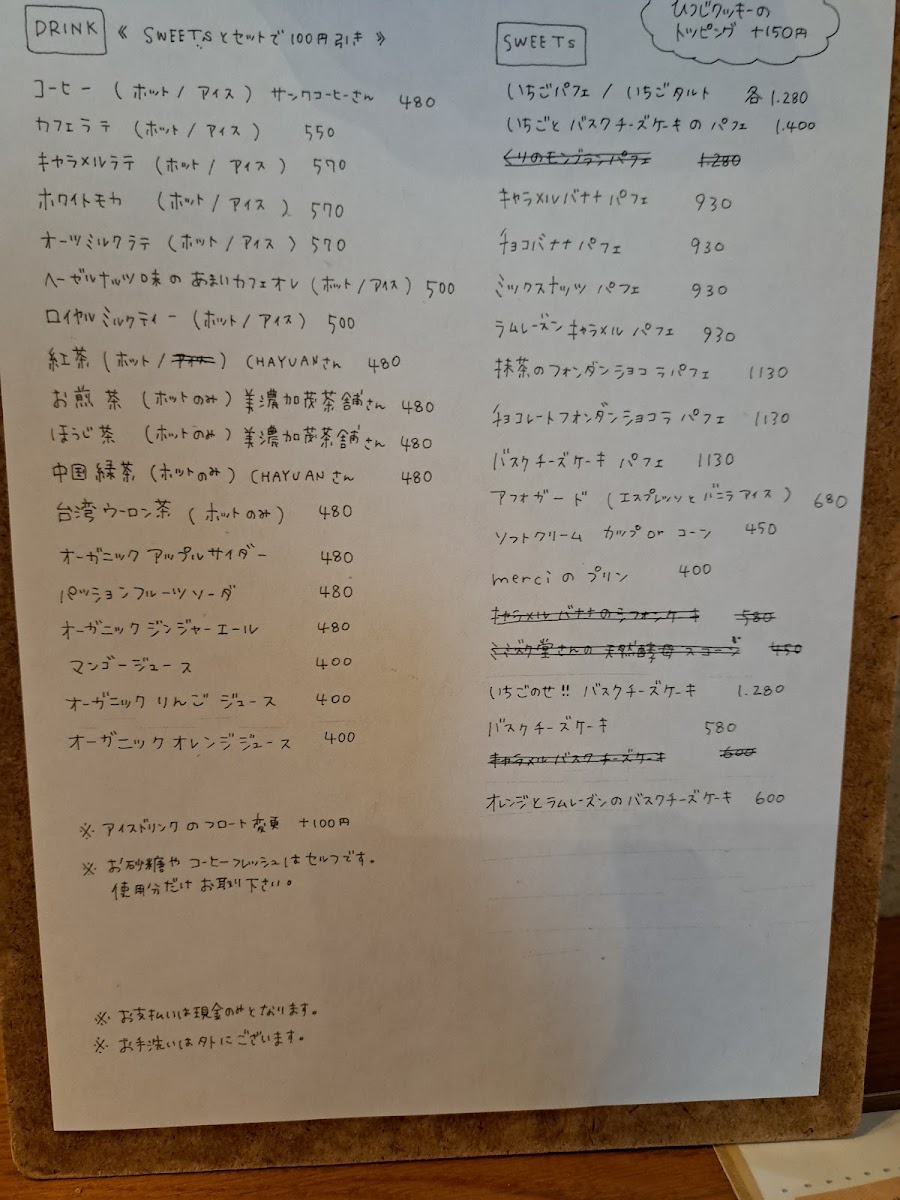 DRINK 《 SWEETSとセットで100円引き 》
コーヒー ( ホット / アイス ) サンワコーヒーさん 480
カフェラテ (ホット / アイス ) 550
キャラメルラテ (ホット / アイス ) 570
ホワイトモカ (ホット / アイス ) 570
オーツミルクラテ (ホット / アイス ) 570
ヘーゼルナッツ味の あまいカフェオレ (ホット / アイス) 500
ロイヤルミルクティー (ホット / アイス) 500
紅茶 (ホット / アイス ) CHAYUANさん 480
お煎茶 (ホットのみ) 美濃加茂茶舗さん 480
ほうじ茶 (ホットのみ) 美濃加茂茶舗さん 480
中国緑茶 (ホットのみ) CHAYUANさん 480
台湾ウーロン茶 ( ホットのみ ) 480
オーガニック アップルサイダー 480
パッションフルーツソーダ 480
オーガニックジンジャーエール 480
マンゴージュース 400
オーガニック りんご ジュース 400
オーガニック オレンジジュース 400
※ アイスドリンクのフロート変更 +100円
※ お砂糖や コーヒーフレッシュはセルフです。
使用分だけ お取り下さい。
※ お支払いは現金のみとなります。
※ お手洗いは外にございます。
ひつじクッキーの
トッピング +150円
SWEETS
いちごパフェ / いちごタルト 各 1.280
いちごと バスクチーズケーキの パフェ 1.400
くりのモンブランパフェ 1.280
キャラメルバナナ パフェ 930
チョコバナナ パフェ 930
ミックスナッツ パフェ 930
ラムレーズン キャラメル パフェ 930
抹茶のフォンダンショコラパフェ 1130
チョコレートフォンダンショコラ パフェ 1130
バスクチーズケーキ パフェ 1130
アフォガード (エスプレッソとバニラアイス ) 680
ソフトクリーム カップ or コーン 450
merci の プリン 400
キャラメル バナナのシフォンケーキ 580
ミミズク堂さんの 天然酵母 スコーン 450
いちごのせ!! バスクチーズケーキ 1.280
バスクチーズケーキ 580
キャラメルバスクチーズケーキ 600
オレンジとラムレーズンのバスクチーズケーキ 600